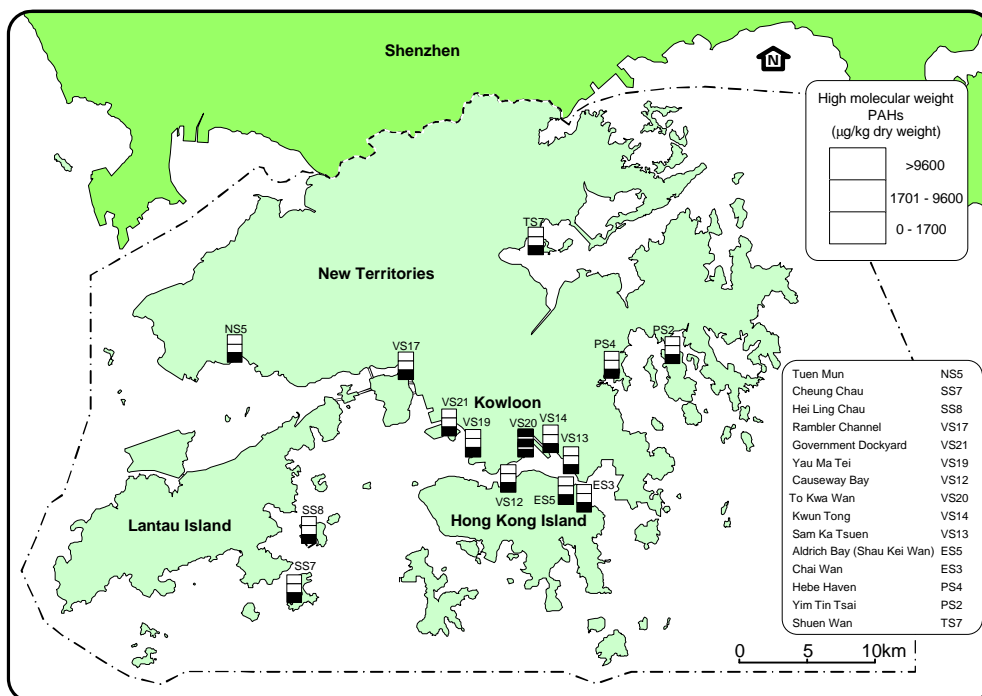 Shenzhen
N
High molecular weight
PAHs
(µg/kg dry weight)
>9600
1701 - 9600
0 - 1700
TS7
New Territories
NS5
VS17
PS4
PS2
Kowloon
VS21
VS19
VS20
VS14
VS13
VS12
ES5
ES3
Lantau Island
Hong Kong Island
SS8
SS7
Tuen Mun NS5
Cheung Chau SS7
Hei Ling Chau SS8
Rambler Channel VS17
Government Dockyard VS21
Yau Ma Tei VS19
Causeway Bay VS12
To Kwa Wan VS20
Kwun Tong VS14
Sam Ka Tsuen VS13
Aldrich Bay (Shau Kei Wan) ES5
Chai Wan ES3
Hebe Haven PS4
Yim Tin Tsai PS2
Shuen Wan TS7
0 5 10km